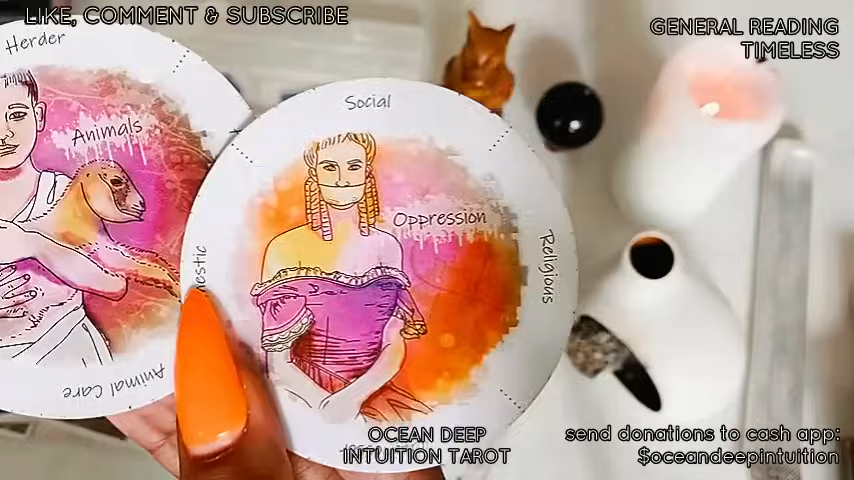 LIKE, COMMENT & SUBSCRIBE
GENERAL READING
TIMELESS
Herder
Animals
Animal Care
Social
Oppression
Religious
OCEAN DEEP
INTUITION TAROT
send donations to cash app:
$oceandeepintuition